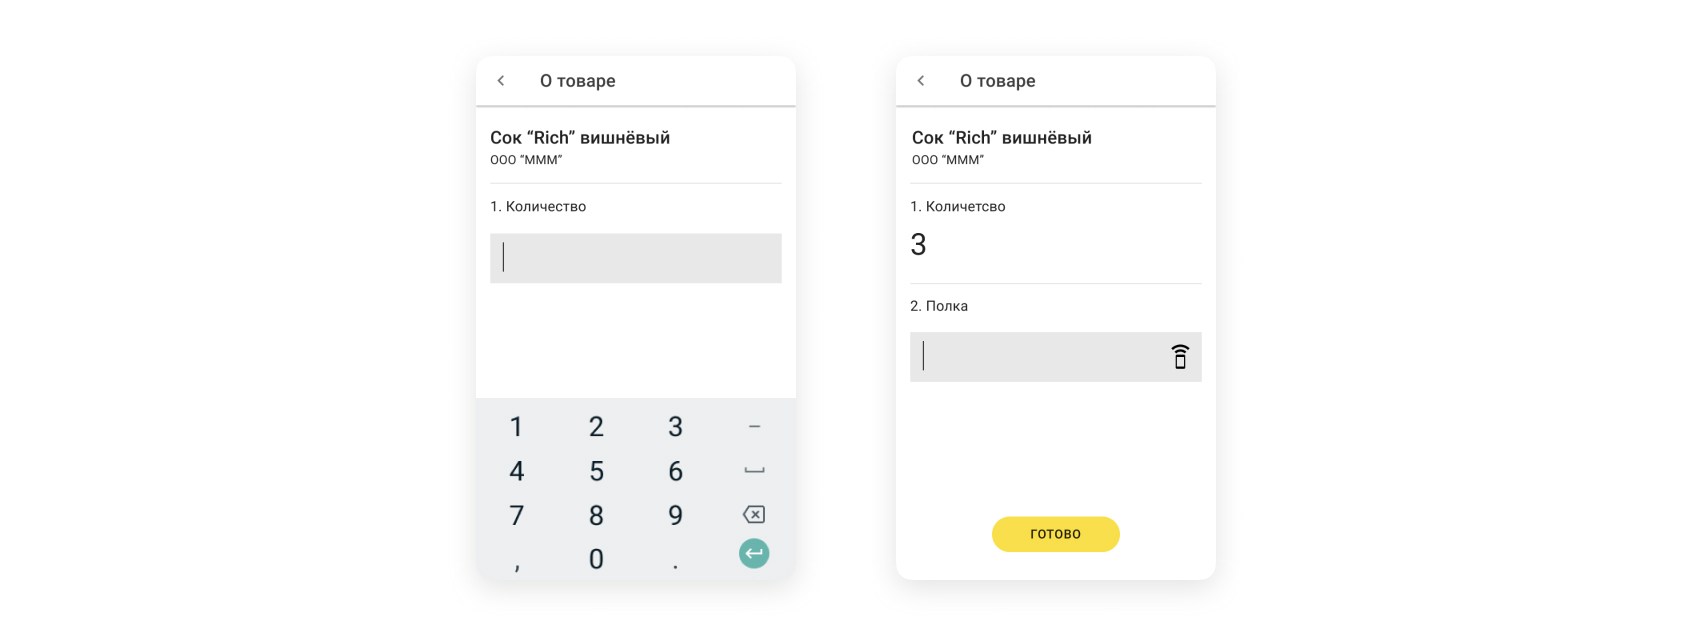 О товаре
Сок “Rich” вишнёвый
ООО “МММ”
1. Количество
1 2 3 –
4 5 6
7 8 9
, 0 .
О товаре
Сок “Rich” вишнёвый
ООО “МММ”
1. Количетсво
3
2. Полка
ГОТОВО